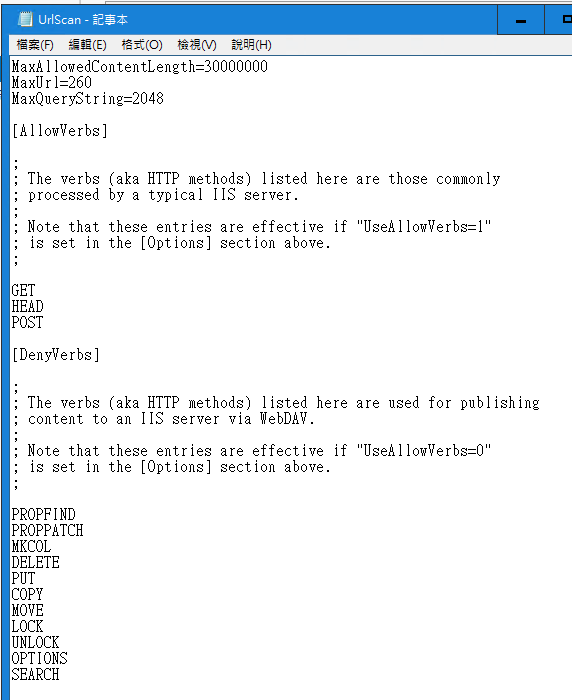 UrlScan - 記事本
檔案(F) 編輯(E) 格式(O) 檢視(V) 說明(H)
MaxAllowedContentLength=30000000
MaxUrl=260
MaxQueryString=2048
[AllowVerbs]
;
; The verbs (aka HTTP methods) listed here are those commonly
; processed by a typical IIS server.
;
; Note that these entries are effective if "UseAllowVerbs=1"
; is set in the [Options] section above.
;
GET
HEAD
POST
[DenyVerbs]
;
; The verbs (aka HTTP methods) listed here are used for publishing
; content to an IIS server via WebDAV.
;
; Note that these entries are effective if "UseAllowVerbs=0"
; is set in the [Options] section above.
;
PROPFIND
PROPPATCH
MKCOL
DELETE
PUT
COPY
MOVE
LOCK
UNLOCK
OPTIONS
SEARCH